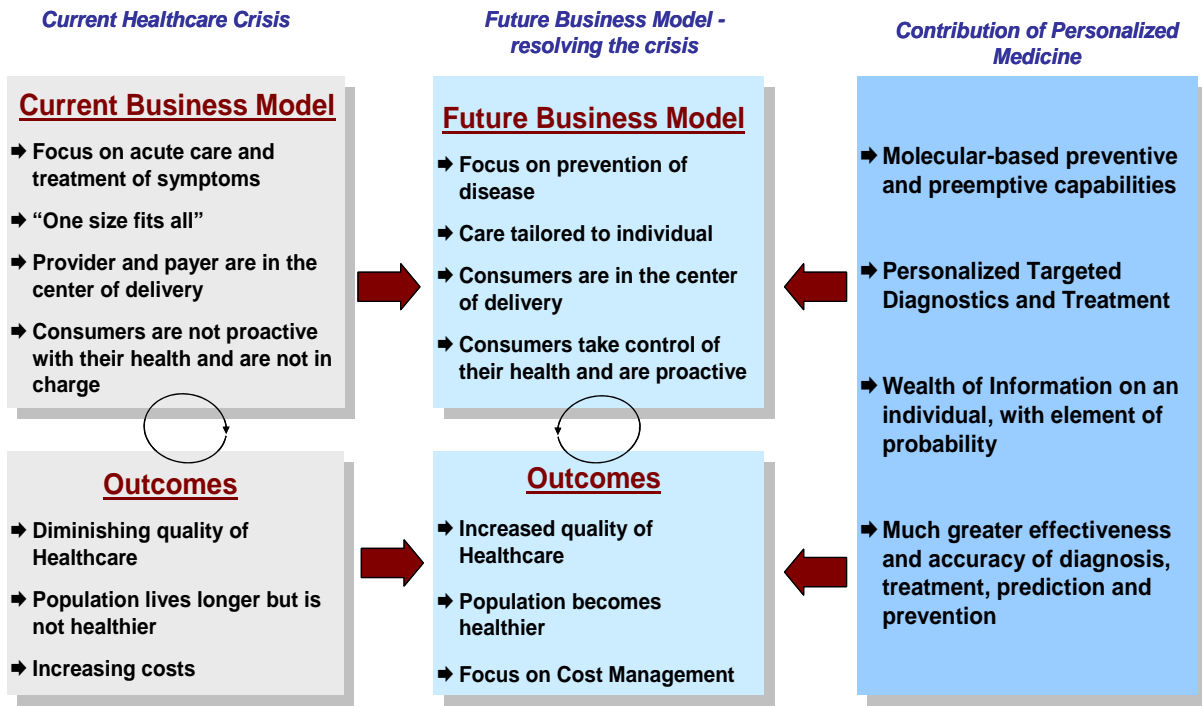 Current Healthcare Crisis
Future Business Model -
resolving the crisis
Contribution of Personalized
Medicine
Current Business Model
➨ Focus on acute care and
treatment of symptoms
➨ “One size fits all”
➨ Provider and payer are in the
center of delivery
➨ Consumers are not proactive
with their health and are not in
charge
Outcomes
➨ Diminishing quality of
Healthcare
➨ Population lives longer but is
not healthier
➨ Increasing costs
Future Business Model
➨ Focus on prevention of
disease
➨ Care tailored to individual
➨ Consumers are in the center
of delivery
➨ Consumers take control of
their health and are proactive
Outcomes
➨ Increased quality of
Healthcare
➨ Population becomes
healthier
➨ Focus on Cost Management
➨ Molecular-based preventive
and preemptive capabilities
➨ Personalized Targeted
Diagnostics and Treatment
➨ Wealth of Information on an
individual, with element of
probability
➨ Much greater effectiveness
and accuracy of diagnosis,
treatment, prediction and
prevention